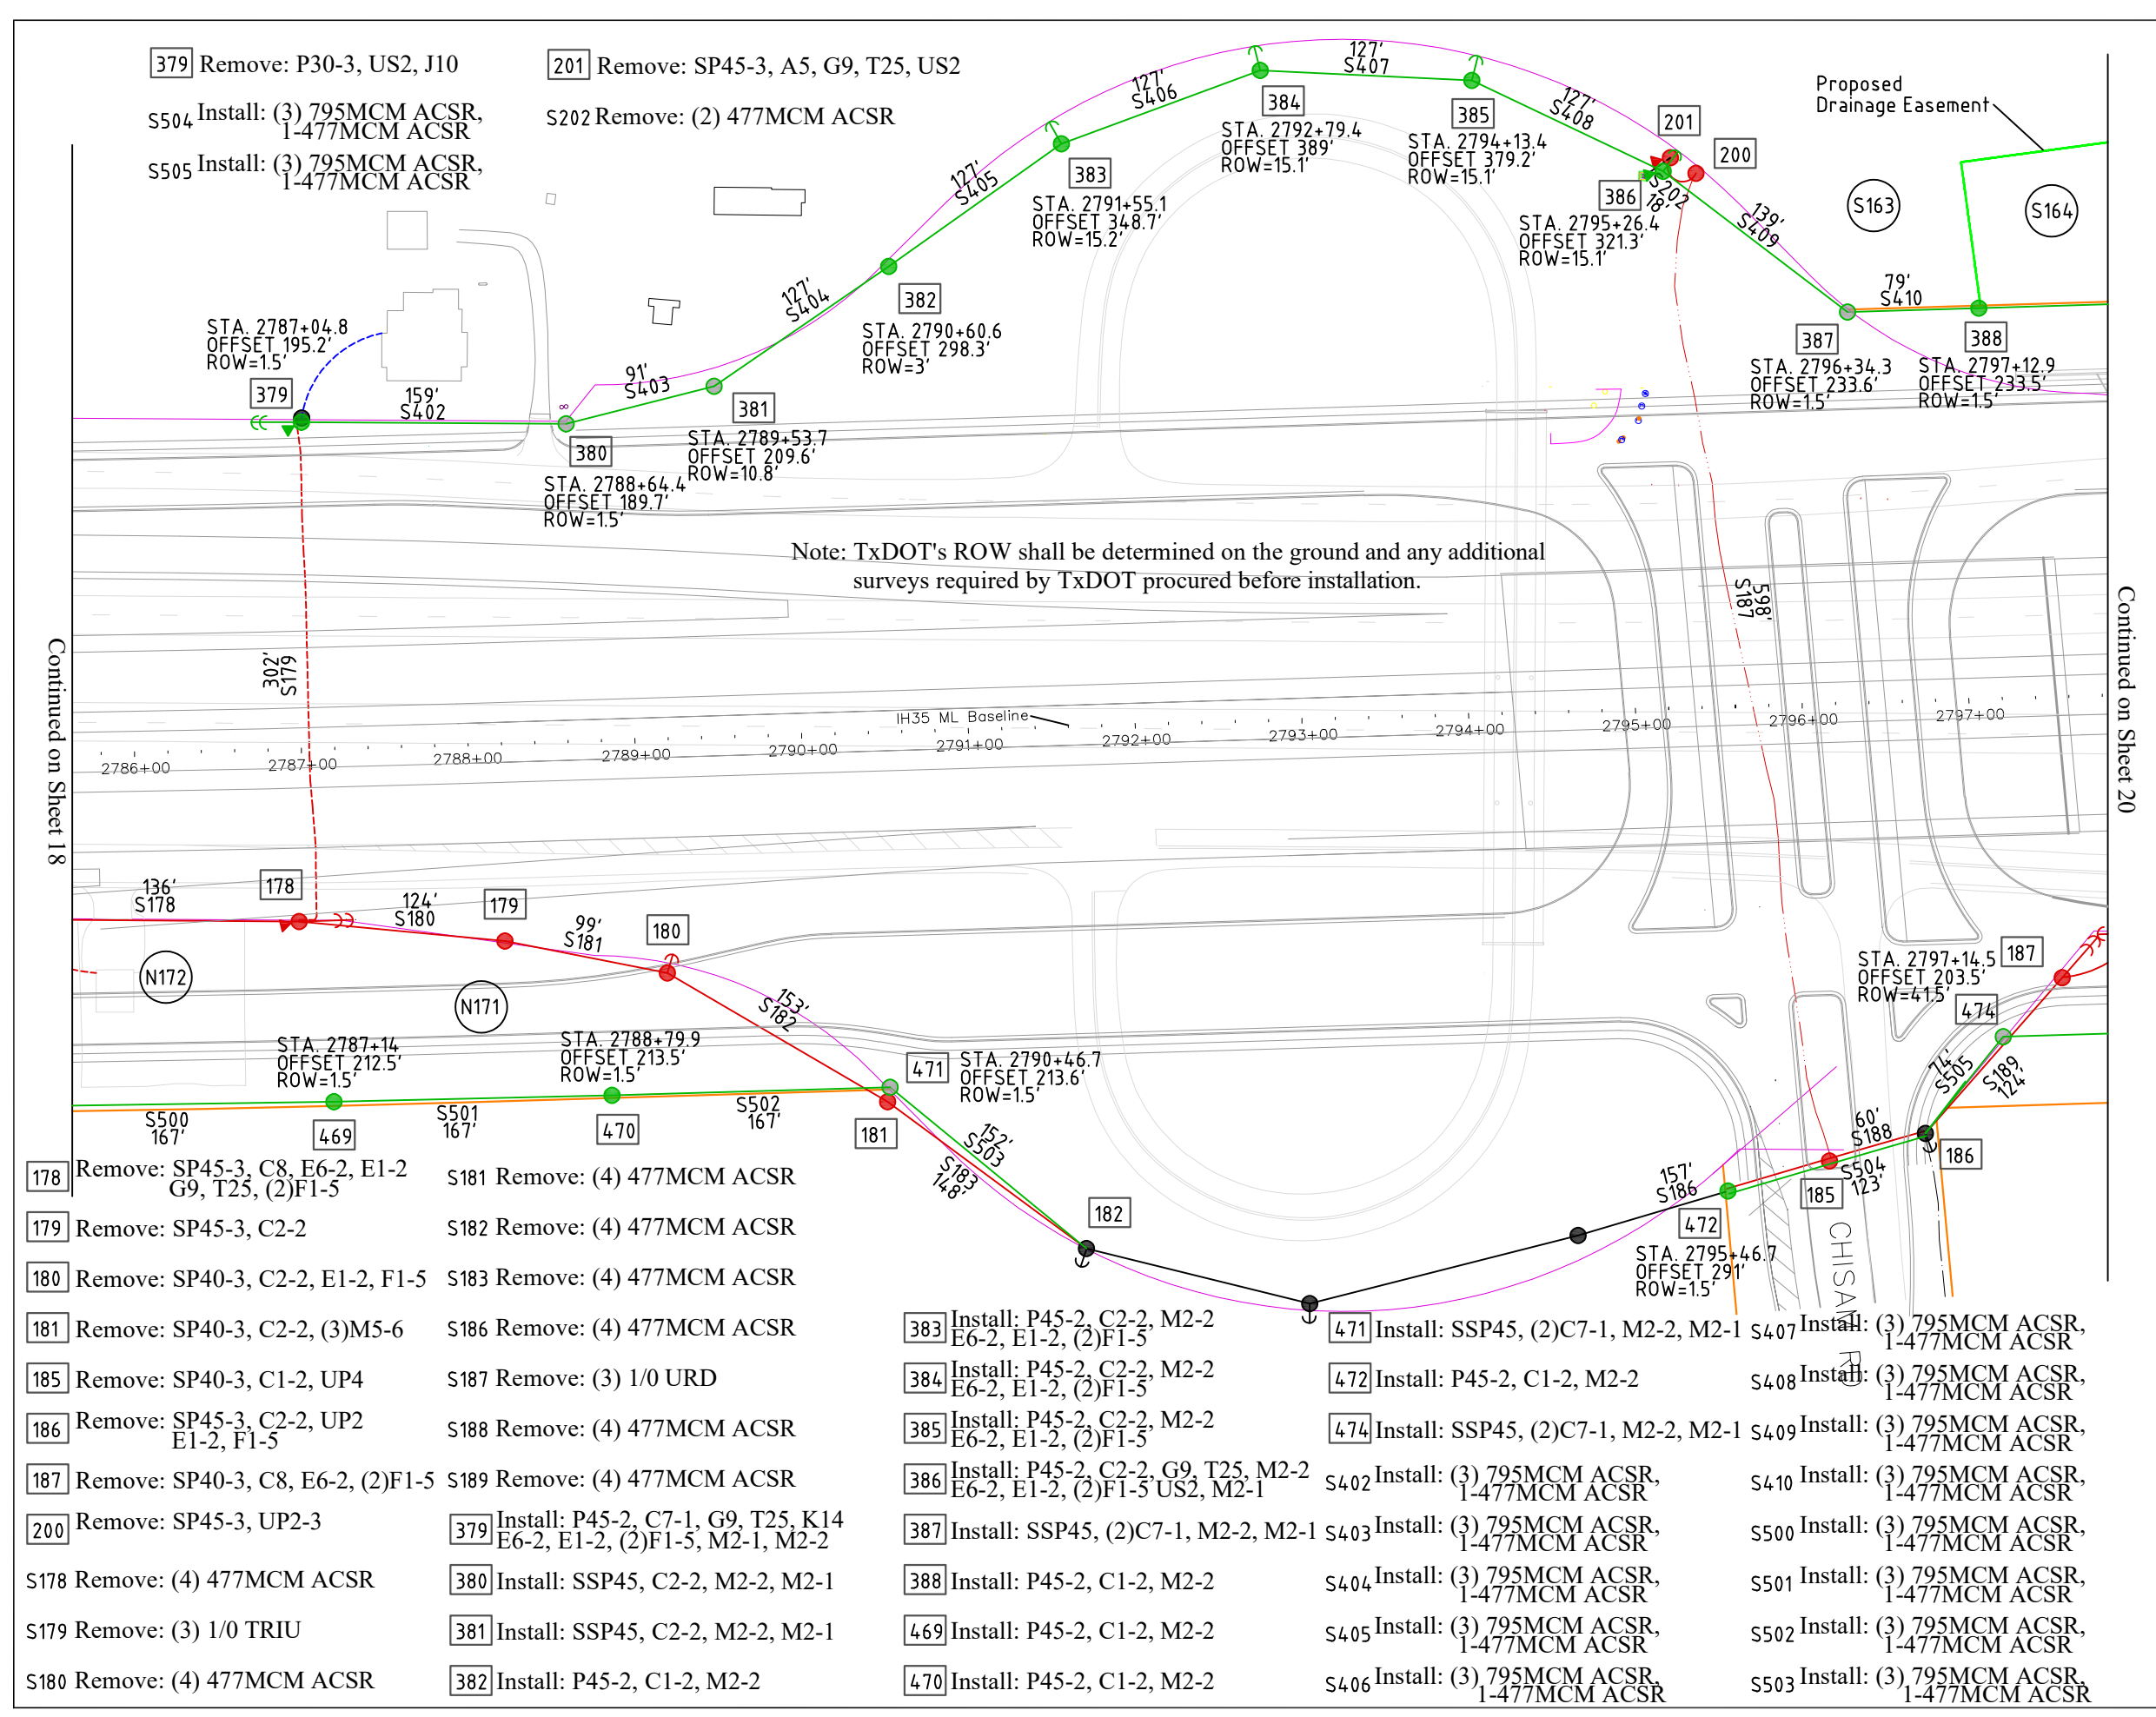 379 Remove: P30-3, US2, J10
S504 Install: (3) 795MCM ACSR,
1-477MCM ACSR
S505 Install: (3) 795MCM ACSR,
1-477MCM ACSR
201 Remove: SP45-3, A5, G9, T25, US2
S202 Remove: (2) 477MCM ACSR
127'
S407
127'
S406
127'
S408
127'
S405
127'
S404
384
STA. 2792+79.4
OFFSET 389'
ROW=15.1'
385
STA. 2794+13.4
OFFSET 379.2'
ROW=15.1'
201
200
Proposed
Drainage Easement
383
STA. 2791+55.1
OFFSET 348.7'
ROW=15.2'
386
S202
18'
STA. 2795+26.4
OFFSET 321.3'
ROW=15.1'
139'
S409
S163
S164
79'
S410
382
STA. 2790+60.6
OFFSET 298.3'
ROW=3'
387
STA. 2796+34.3
OFFSET 233.6'
ROW=1.5'
388
STA. 2797+12.9
OFFSET 233.5'
ROW=1.5'
STA. 2787+04.8
OFFSET 195.2'
ROW=1.5'
379
159'
S402
91'
S403
381
STA. 2789+53.7
OFFSET 209.6'
ROW=10.8'
380
STA. 2788+64.4
OFFSET 189.7'
ROW=1.5'
Note: TxDOT's ROW shall be determined on the ground and any additional
surveys required by TxDOT procured before installation.
598'
S187
Continued on Sheet 18
Continued on Sheet 20
302'
S179
IH35 ML Baseline
2786+00
2787+00
2788+00
2789+00
2790+00
2791+00
2792+00
2793+00
2794+00
2795+00
2796+00
2797+00
136'
S178
178
124'
S180
179
99'
S181
180
153'
S182
N172
N171
STA. 2787+14
OFFSET 212.5'
ROW=1.5'
STA. 2788+79.9
OFFSET 213.5'
ROW=1.5'
471
STA. 2790+46.7
OFFSET 213.6'
ROW=1.5'
STA. 2797+14.5
OFFSET 203.5'
ROW=41.5'
187
474
74'
S505
S189
124'
S500
167'
469
S501
167'
470
S502
167'
181
152'
S503
S183
148'
182
60'
S188
S504
123'
186
185
157'
S186
472
STA. 2795+46.7
OFFSET 291'
ROW=1.5'
CHISAM RD
178 Remove: SP45-3, C8, E6-2, E1-2
G9, T25, (2)F1-5
179 Remove: SP45-3, C2-2
180 Remove: SP40-3, C2-2, E1-2, F1-5
181 Remove: SP40-3, C2-2, (3)M5-6
185 Remove: SP40-3, C1-2, UP4
186 Remove: SP45-3, C2-2, UP2
E1-2, F1-5
187 Remove: SP40-3, C8, E6-2, (2)F1-5
200 Remove: SP45-3, UP2-3
S178 Remove: (4) 477MCM ACSR
S179 Remove: (3) 1/0 TRIU
S180 Remove: (4) 477MCM ACSR
S181 Remove: (4) 477MCM ACSR
S182 Remove: (4) 477MCM ACSR
S183 Remove: (4) 477MCM ACSR
S186 Remove: (4) 477MCM ACSR
S187 Remove: (3) 1/0 URD
S188 Remove: (4) 477MCM ACSR
S189 Remove: (4) 477MCM ACSR
379 Install: P45-2, C7-1, G9, T25, K14
E6-2, E1-2, (2)F1-5, M2-1, M2-2
380 Install: SSP45, C2-2, M2-2, M2-1
381 Install: SSP45, C2-2, M2-2, M2-1
382 Install: P45-2, C1-2, M2-2
383 Install: P45-2, C2-2, M2-2
E6-2, E1-2, (2)F1-5
384 Install: P45-2, C2-2, M2-2
E6-2, E1-2, (2)F1-5
385 Install: P45-2, C2-2, M2-2
E6-2, E1-2, (2)F1-5
386 Install: P45-2, C2-2, G9, T25, M2-2
E6-2, E1-2, (2)F1-5 US2, M2-1
387 Install: SSP45, (2)C7-1, M2-2, M2-1
388 Install: P45-2, C1-2, M2-2
469 Install: P45-2, C1-2, M2-2
470 Install: P45-2, C1-2, M2-2
471 Install: SSP45, (2)C7-1, M2-2, M2-1
472 Install: P45-2, C1-2, M2-2
474 Install: SSP45, (2)C7-1, M2-2, M2-1
S402 Install: (3) 795MCM ACSR,
1-477MCM ACSR
S403 Install: (3) 795MCM ACSR,
1-477MCM ACSR
S404 Install: (3) 795MCM ACSR,
1-477MCM ACSR
S405 Install: (3) 795MCM ACSR,
1-477MCM ACSR
S406 Install: (3) 795MCM ACSR,
1-477MCM ACSR
S407 Install: (3) 795MCM ACSR,
1-477MCM ACSR
S408 Install: (3) 795MCM ACSR,
1-477MCM ACSR
S409 Install: (3) 795MCM ACSR,
1-477MCM ACSR
S410 Install: (3) 795MCM ACSR,
1-477MCM ACSR
S500 Install: (3) 795MCM ACSR,
1-477MCM ACSR
S501 Install: (3) 795MCM ACSR,
1-477MCM ACSR
S502 Install: (3) 795MCM ACSR,
1-477MCM ACSR
S503 Install: (3) 795MCM ACSR,
1-477MCM ACSR